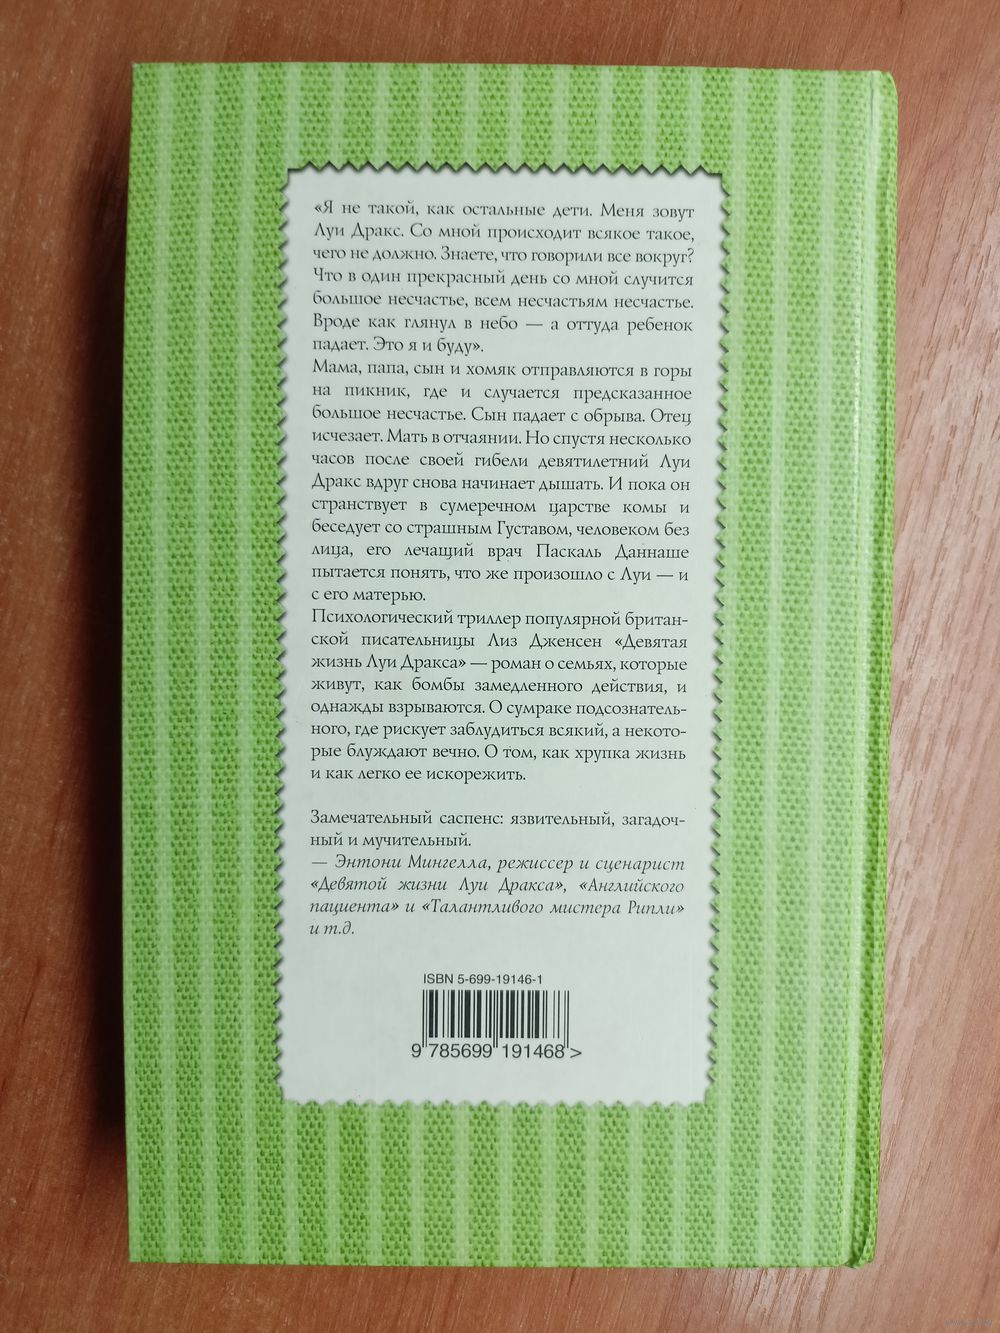 «Я не такой, как остальные дети. Меня зовут
Луи Дракс. Со мной происходит всякое такое,
чего не должно. Знаете, что говорили все вокруг?
Что в один прекрасный день со мной случится
большое несчастье, всем несчастьям несчастье.
Вроде как глянул в небо — а оттуда ребенок
падает. Это я и буду».
Мама, папа, сын и хомяк отправляются в горы
на пикник, где и случается предсказанное
большое несчастье. Сын падает с обрыва. Отец
исчезает. Мать в отчаянии. Но спустя несколько
часов после своей гибели девятилетний Луи
Дракс вдруг снова начинает дышать. И пока он
странствует в сумеречном царстве комы и
беседует со страшным Густавом, человеком без
лица, его лечащий врач Паскаль Даннаше
пытается понять, что же произошло с Луи — и
с его матерью.
Психологический триллер популярной британ-
ской писательницы Лиз Дженсен «Девятая
жизнь Луи Дракса» — роман о семьях, которые
живут, как бомбы замедленного действия, и
однажды взрываются. О сумраке подсознатель-
ного, где рискует заблудиться всякий, а некото-
рые блуждают вечно. О том, как хрупка жизнь
и как легко ее искорежить.
Замечательный саспенс: язвительный, загадоч-
ный и мучительный.
— Энтони Мингелла, режиссер и сценарист
«Девятой жизни Луи Дракса», «Английского
пациента» и «Талантливого мистера Рипли»
и т.д.
ISBN 5-699-19146-1
9 785699 191468 >